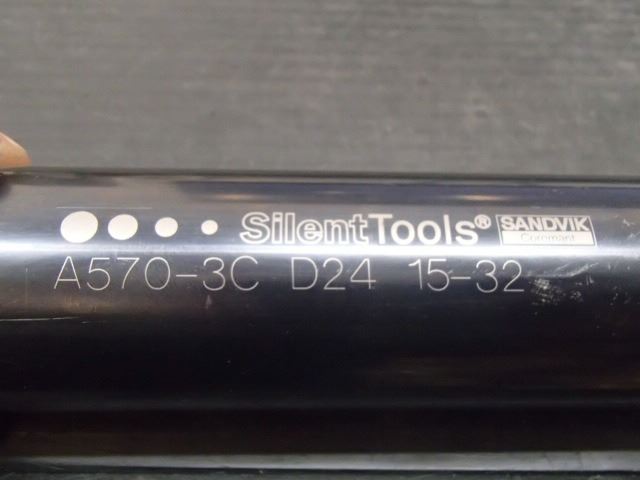 SilentTools® SANDVIK Coromant
A570-3C D24 15-32